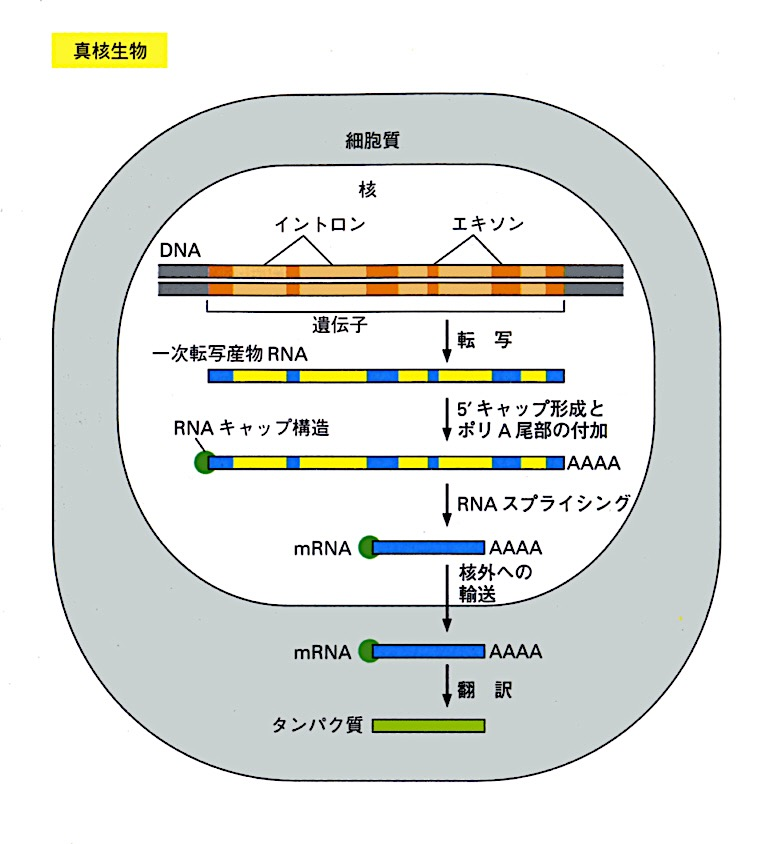 真核生物
細胞質
核
イントロン
エキソン
DNA
遺伝子
転 写
一次転写産物 RNA
5′キャップ形成と
ポリ A 尾部の付加
RNA キャップ構造
AAAA
RNA スプライシング
mRNA
AAAA
核外への
輸送
mRNA
AAAA
翻 訳
タンパク質